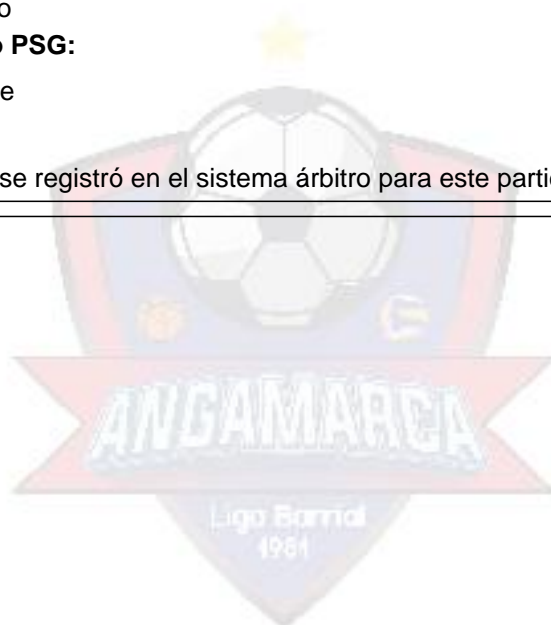 o
o PSG:
e
se registró en el sistema árbitro para este parti
ANGAMARCA
Liga Barrial
1981